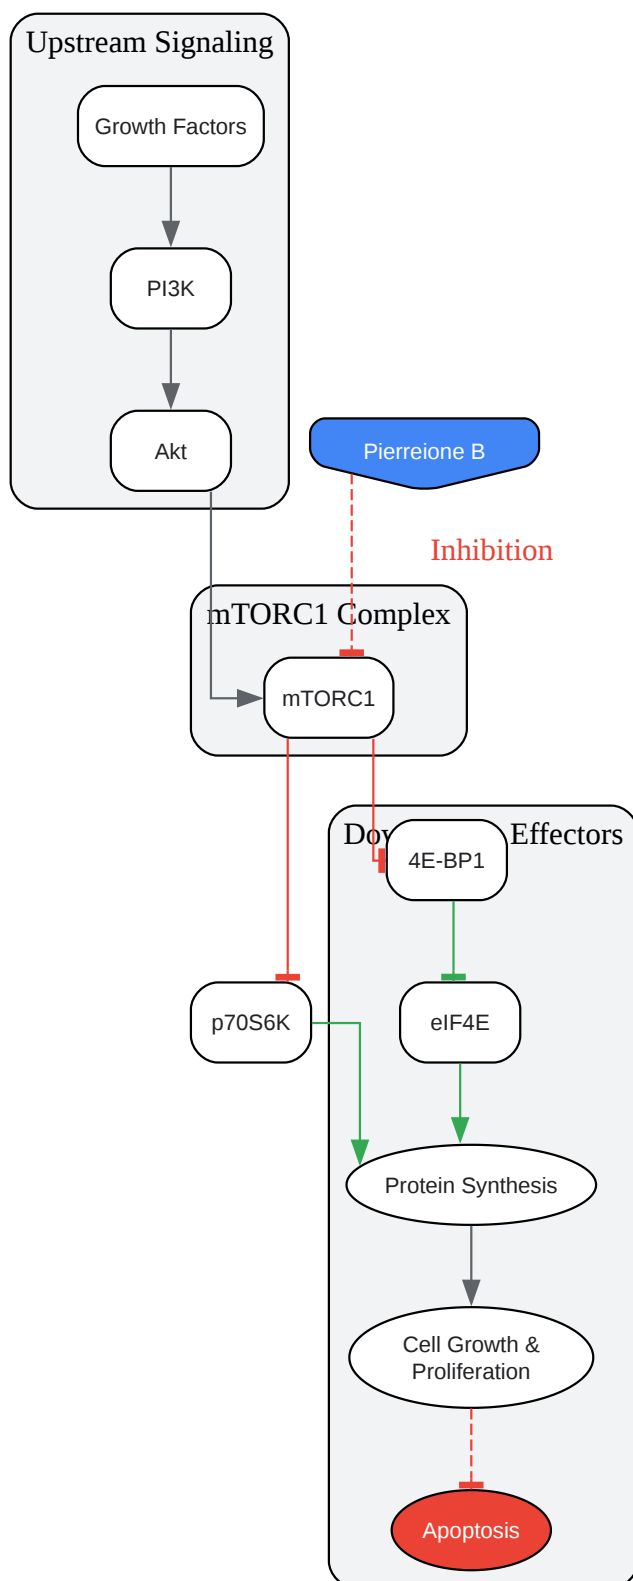 Upstream Signaling
Growth Factors
PI3K
Akt
Pierreione B
Inhibition
mTORC1 Complex
mTORC1
Effectors
4E-BP1
p70S6K
eIF4E
Protein Synthesis
Cell Growth &
Proliferation
Apoptosis